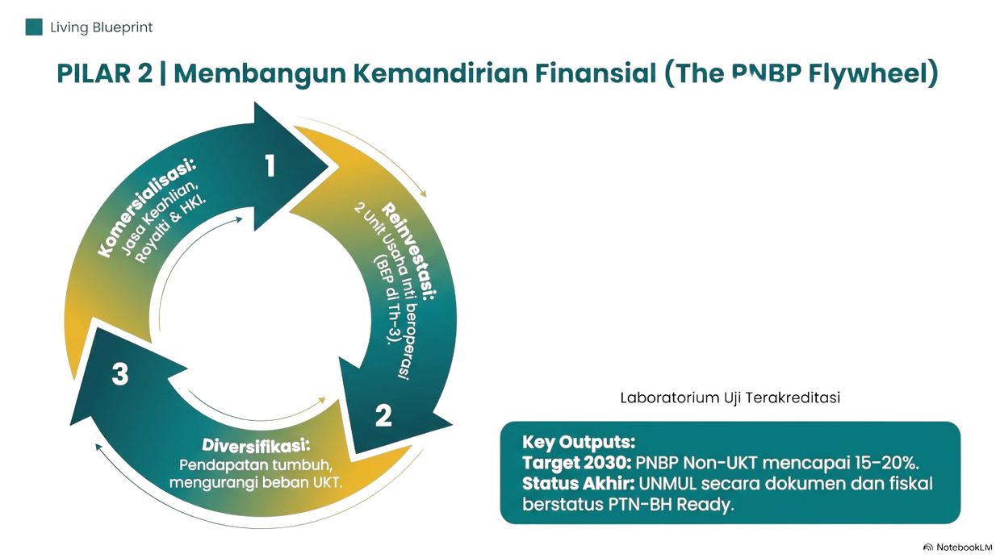 Living Blueprint
PILAR 2 | Membangun Kemandirian Finansial (The PNBP Flywheel)
1
Komersialisasi:
Jasa Keahlian,
Royalti & HKI.
Reinvestasi:
2 Unit Usaha Inti beroperasi
(BEP di Th-3).
2
3
Diversifikasi:
Pendapatan tumbuh,
mengurangi beban UKT.
Laboratorium Uji Terakreditasi
Key Outputs:
Target 2030: PNBP Non-UKT mencapai 15-20%.
Status Akhir: UNMUL secara dokumen dan fiskal
berstatus PTN-BH Ready.
NotebookLM